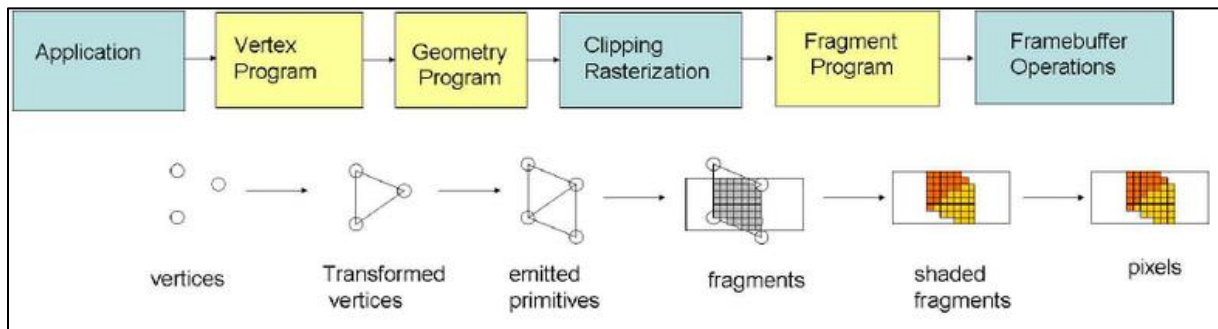 Application
Vertex
Program
Geometry
Program
Clipping
Rasterization
Fragment
Program
Framebuffer
Operations
vertices
Transformed
vertices
emitted
primitives
fragments
shaded
fragments
pixels